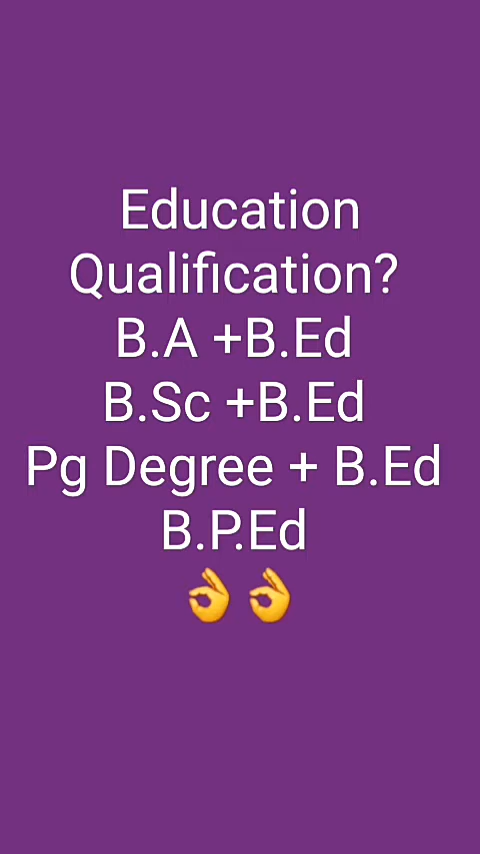 Education
Qualification?
B.A +B.Ed
B.Sc +B.Ed
Pg Degree + B.Ed
B.P.Ed
👌👌